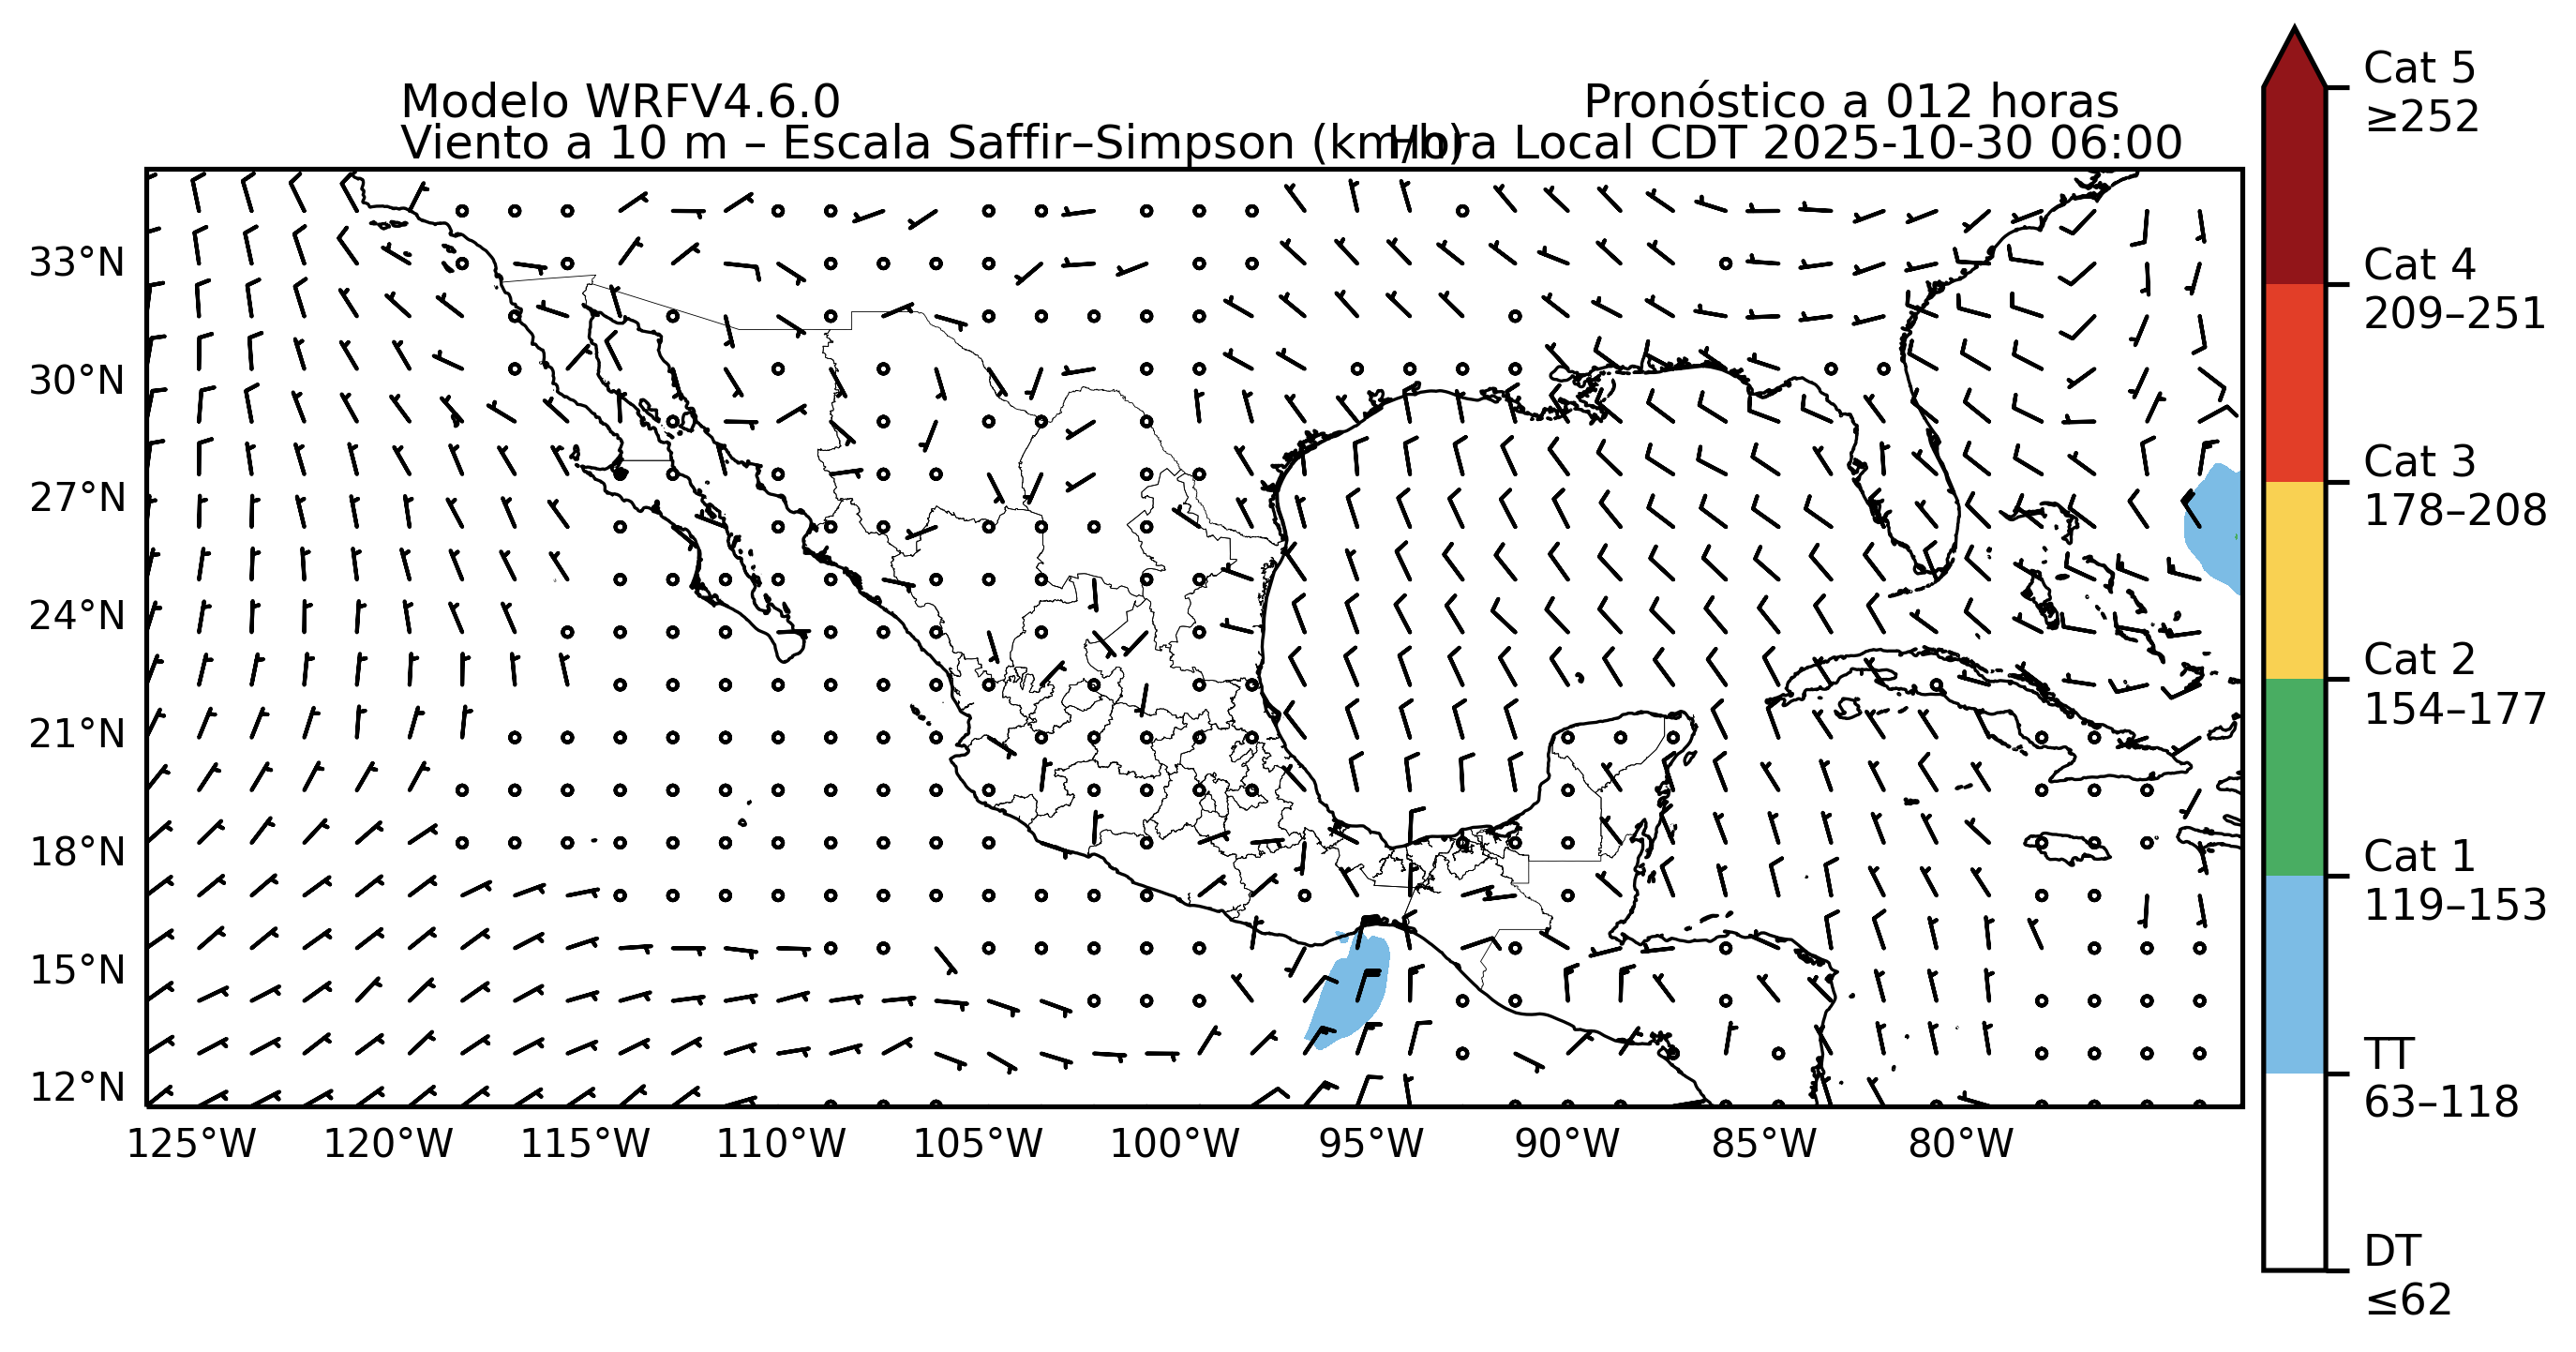 Modelo WRFV4.6.0
Pronóstico a 012 horas
Viento a 10 m – Escala Saffir–Simpson (km/h)
Hora Local CDT 2025-10-30 06:00
33°N
30°N
27°N
24°N
21°N
18°N
15°N
12°N
125°W
120°W
115°W
110°W
105°W
100°W
95°W
90°W
85°W
80°W
Cat 5
≥252
Cat 4
209–251
Cat 3
178–208
Cat 2
154–177
Cat 1
119–153
TT
63–118
DT
≤62